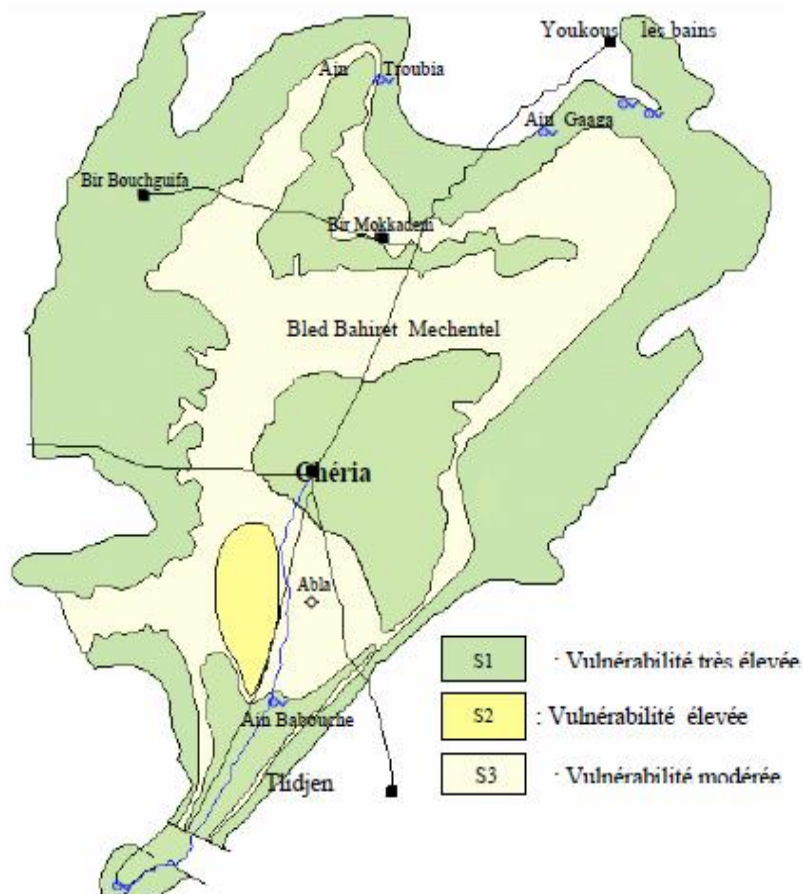 Youkous les bains
Ain Troubia
Ain Gaaga
Bir Bouchguifa
Bir Mokkadem
Bled Bahiret Mechentel
Chéria
Abla
S1 : Vulnérabilité très élevée
S2 : Vulnérabilité élevée
Ain Babouche
S3 : Vulnérabilité modérée
Tlidjen